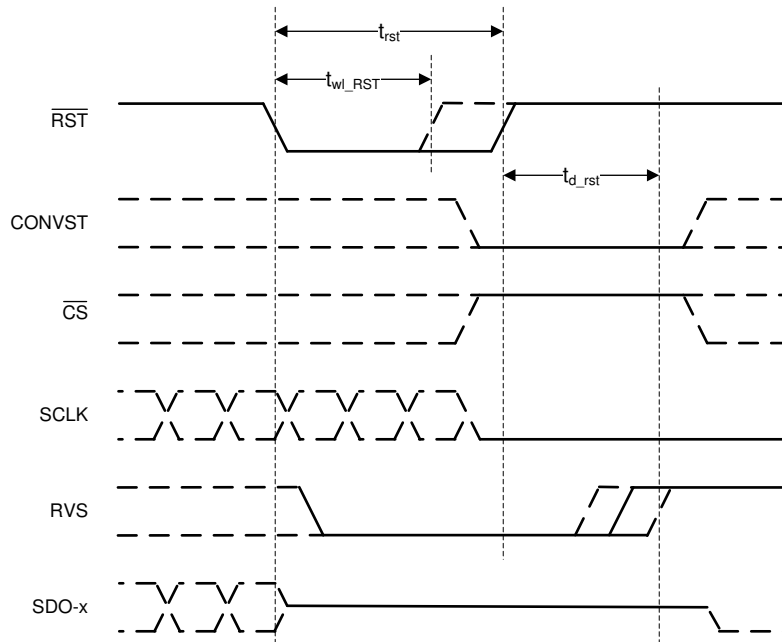 t_rst
t_wl_RST
RST
t_d_rst
CONVST
CS
SCLK
RVS
SDO-x